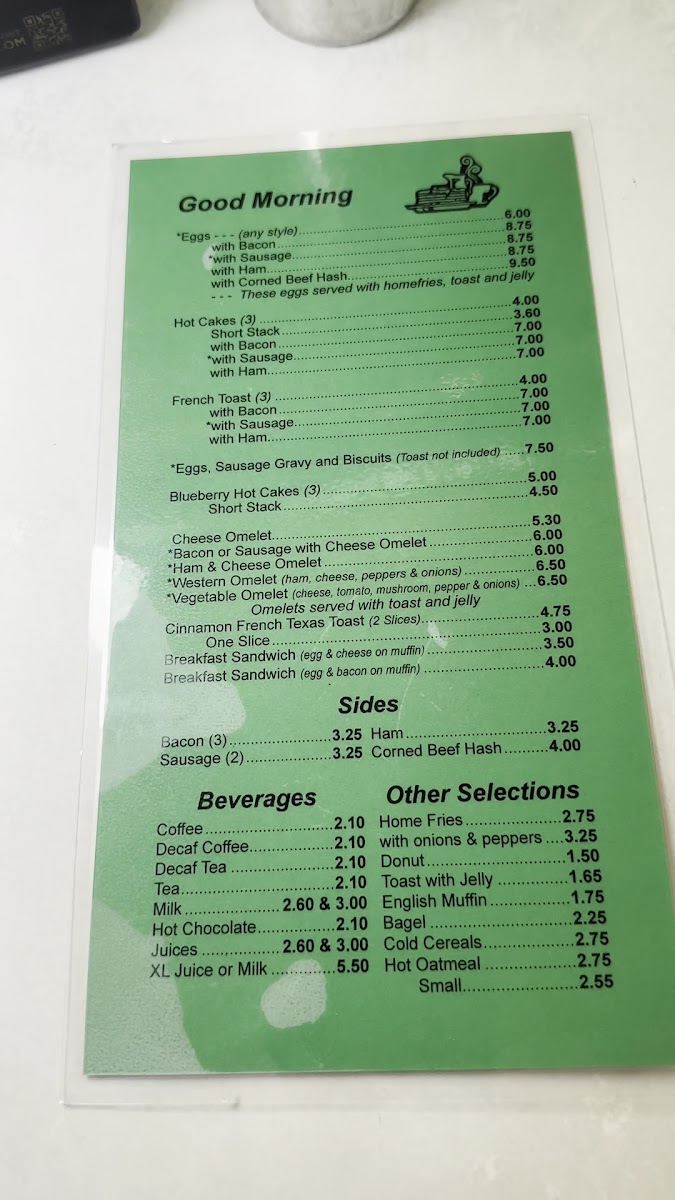 .OM
Good Morning
*Eggs - - - (any style)..........6.00
with Bacon..........8.75
*with Sausage..........8.75
with Ham..........8.75
with Corned Beef Hash..........9.50
- - - These eggs served with homefries, toast and jelly
Hot Cakes (3)..........4.00
Short Stack..........3.60
with Bacon..........7.00
*with Sausage..........7.00
with Ham..........7.00
French Toast (3)..........4.00
with Bacon..........7.00
*with Sausage..........7.00
with Ham..........7.00
*Eggs, Sausage Gravy and Biscuits (Toast not included) .....7.50
Blueberry Hot Cakes (3)..........5.00
Short Stack..........4.50
Cheese Omelet..........5.30
*Bacon or Sausage with Cheese Omelet..........6.00
*Ham & Cheese Omelet..........6.00
*Western Omelet (ham, cheese, peppers & onions)..........6.50
*Vegetable Omelet (cheese, tomato, mushroom, pepper & onions) ...6.50
Omelets served with toast and jelly
Cinnamon French Texas Toast (2 Slices)..........4.75
One Slice..........3.00
Breakfast Sandwich (egg & cheese on muffin)..........3.50
Breakfast Sandwich (egg & bacon on muffin)..........4.00
Sides
Bacon (3)..........3.25 Ham..........3.25
Sausage (2)..........3.25 Corned Beef Hash..........4.00
Beverages
Coffee..........2.10
Decaf Coffee..........2.10
Decaf Tea..........2.10
Tea..........2.10
Milk..........2.60 & 3.00
Hot Chocolate..........2.10
Juices..........2.60 & 3.00
XL Juice or Milk..........5.50
Other Selections
Home Fries..........2.75
with onions & peppers ....3.25
Donut..........1.50
Toast with Jelly..........1.65
English Muffin..........1.75
Bagel..........2.25
Cold Cereals..........2.75
Hot Oatmeal..........2.75
Small..........2.55